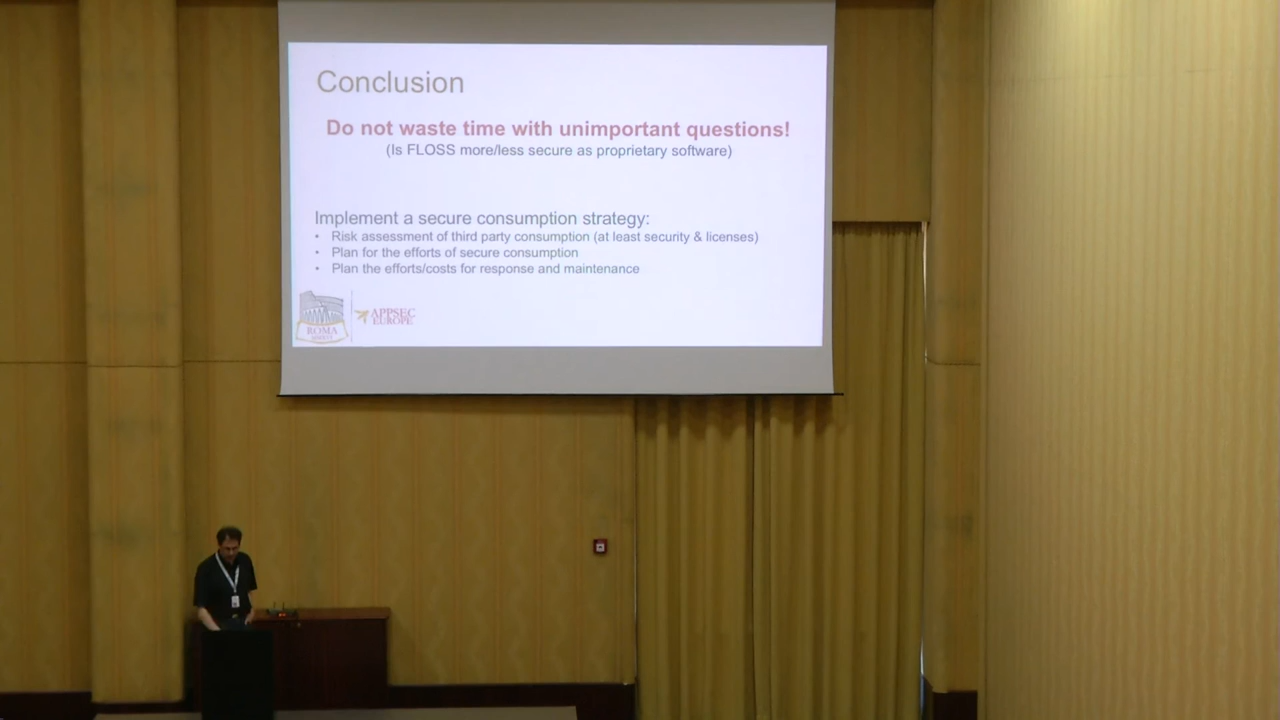 Conclusion
Do not waste time with unimportant questions!
(Is FLOSS more/less secure as proprietary software)
Implement a secure consumption strategy:
• Risk assessment of third party consumption (at least security & licenses)
• Plan for the efforts of secure consumption
• Plan the efforts/costs for response and maintenance
ROMA
APPSEC
EUROPE